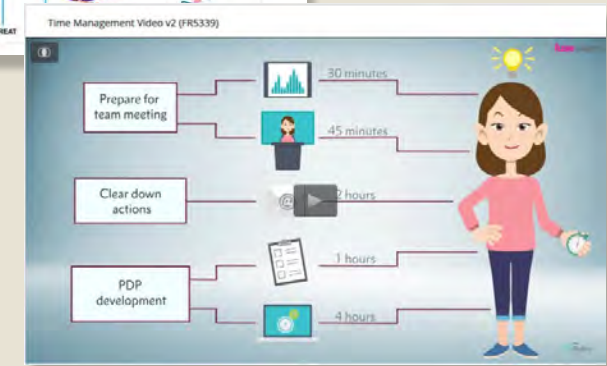 REAT
Time Management Video v2 (FR5339)
Prepare for
team meeting
30 minutes
45 minutes
Clear down
actions
@
2 hours
PDP
development
1 hours
4 hours